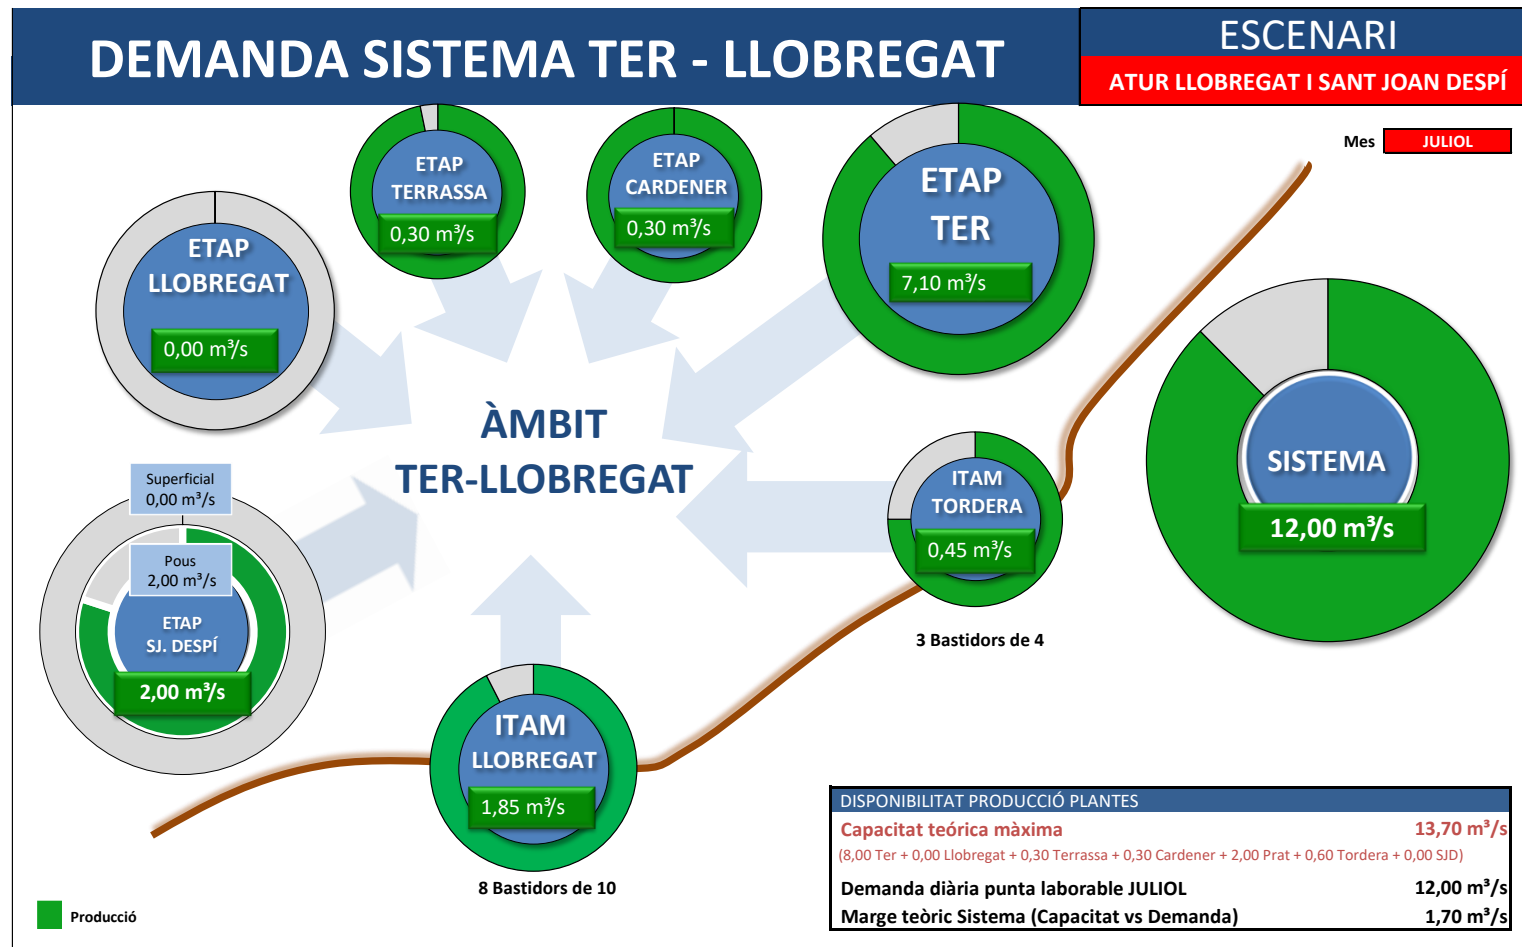 DEMANDA SISTEMA TER - LLOBREGAT
ESCENARI
ATUR LLOBREGAT I SANT JOAN DESPÍ
Mes
JULIOL
ETAP
TERRASSA
0,30 m³/s
ETAP
CARDENER
0,30 m³/s
ETAP
TER
7,10 m³/s
ETAP
LLOBREGAT
0,00 m³/s
ÀMBIT
TER-LLOBREGAT
SISTEMA
12,00 m³/s
Superficial
0,00 m³/s
Pous
2,00 m³/s
ETAP
SJ. DESPÍ
2,00 m³/s
ITAM
TORDERA
0,45 m³/s
3 Bastidors de 4
ITAM
LLOBREGAT
1,85 m³/s
8 Bastidors de 10
Producció
DISPONIBILITAT PRODUCCIÓ PLANTES
Capacitat teórica màxima 13,70 m³/s
(8,00 Ter + 0,00 Llobregat + 0,30 Terrassa + 0,30 Cardener + 2,00 Prat + 0,60 Tordera + 0,00 SJD)
Demanda diària punta laborable JULIOL 12,00 m³/s
Marge teòric Sistema (Capacitat vs Demanda) 1,70 m³/s